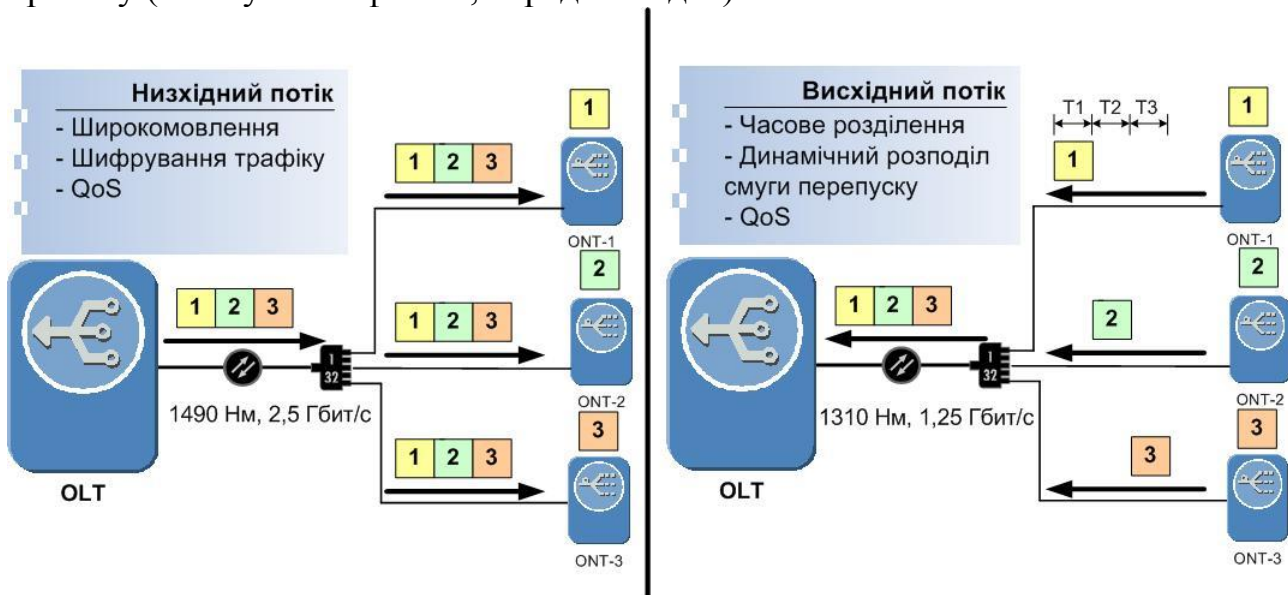 Низхідний потік
- Широкомовлення
- Шифрування трафіку
- QoS
1
1 2 3
ONT-1
2
1 2 3
1 2 3
1
32
ONT-2
1490 Нм, 2,5 Гбит/с
3
1 2 3
OLT
ONT-3
Висхідний потік
- Часове розділення
- Динамічний розподіл
смуги перепуску
- QoS
T1 T2 T3
1
1
ONT-1
2
1 2 3
2
1
32
ONT-2
1310 Нм, 1,25 Гбит/с
3
3
OLT
ONT-3